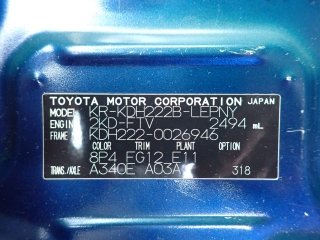 TOYOTA MOTOR CORPORATION JAPAN
MODEL KR-KDH222B-LEPNY
ENGINE 2KD-FTV 2494 mL
FRAME KDH222-0026946
COLOR TRIM PLANT OPTION
8P4 EG12 E11
TRANS./AXLE A340E A03A 318